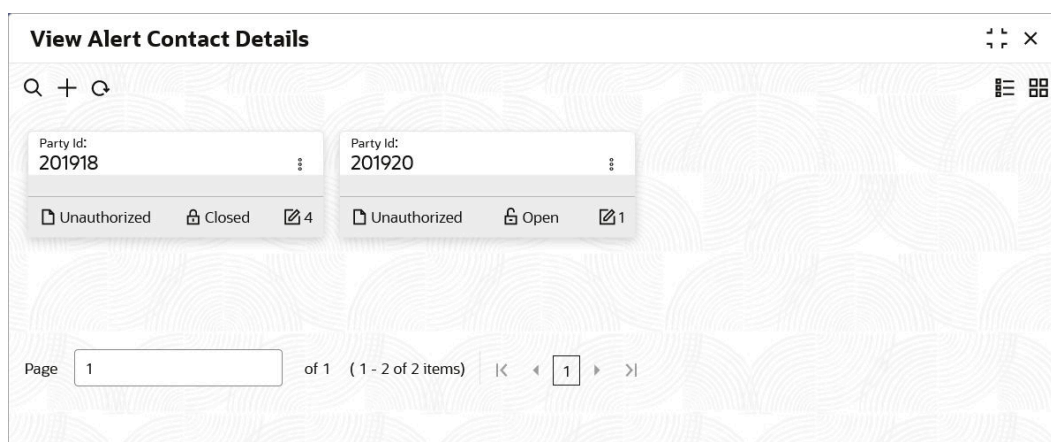 View Alert Contact Details
Party Id: Party Id:
201918 201920
Unauthorized Closed 4 Unauthorized Open 1
Page 1 of 1 ( 1 - 2 of 2 items) 1